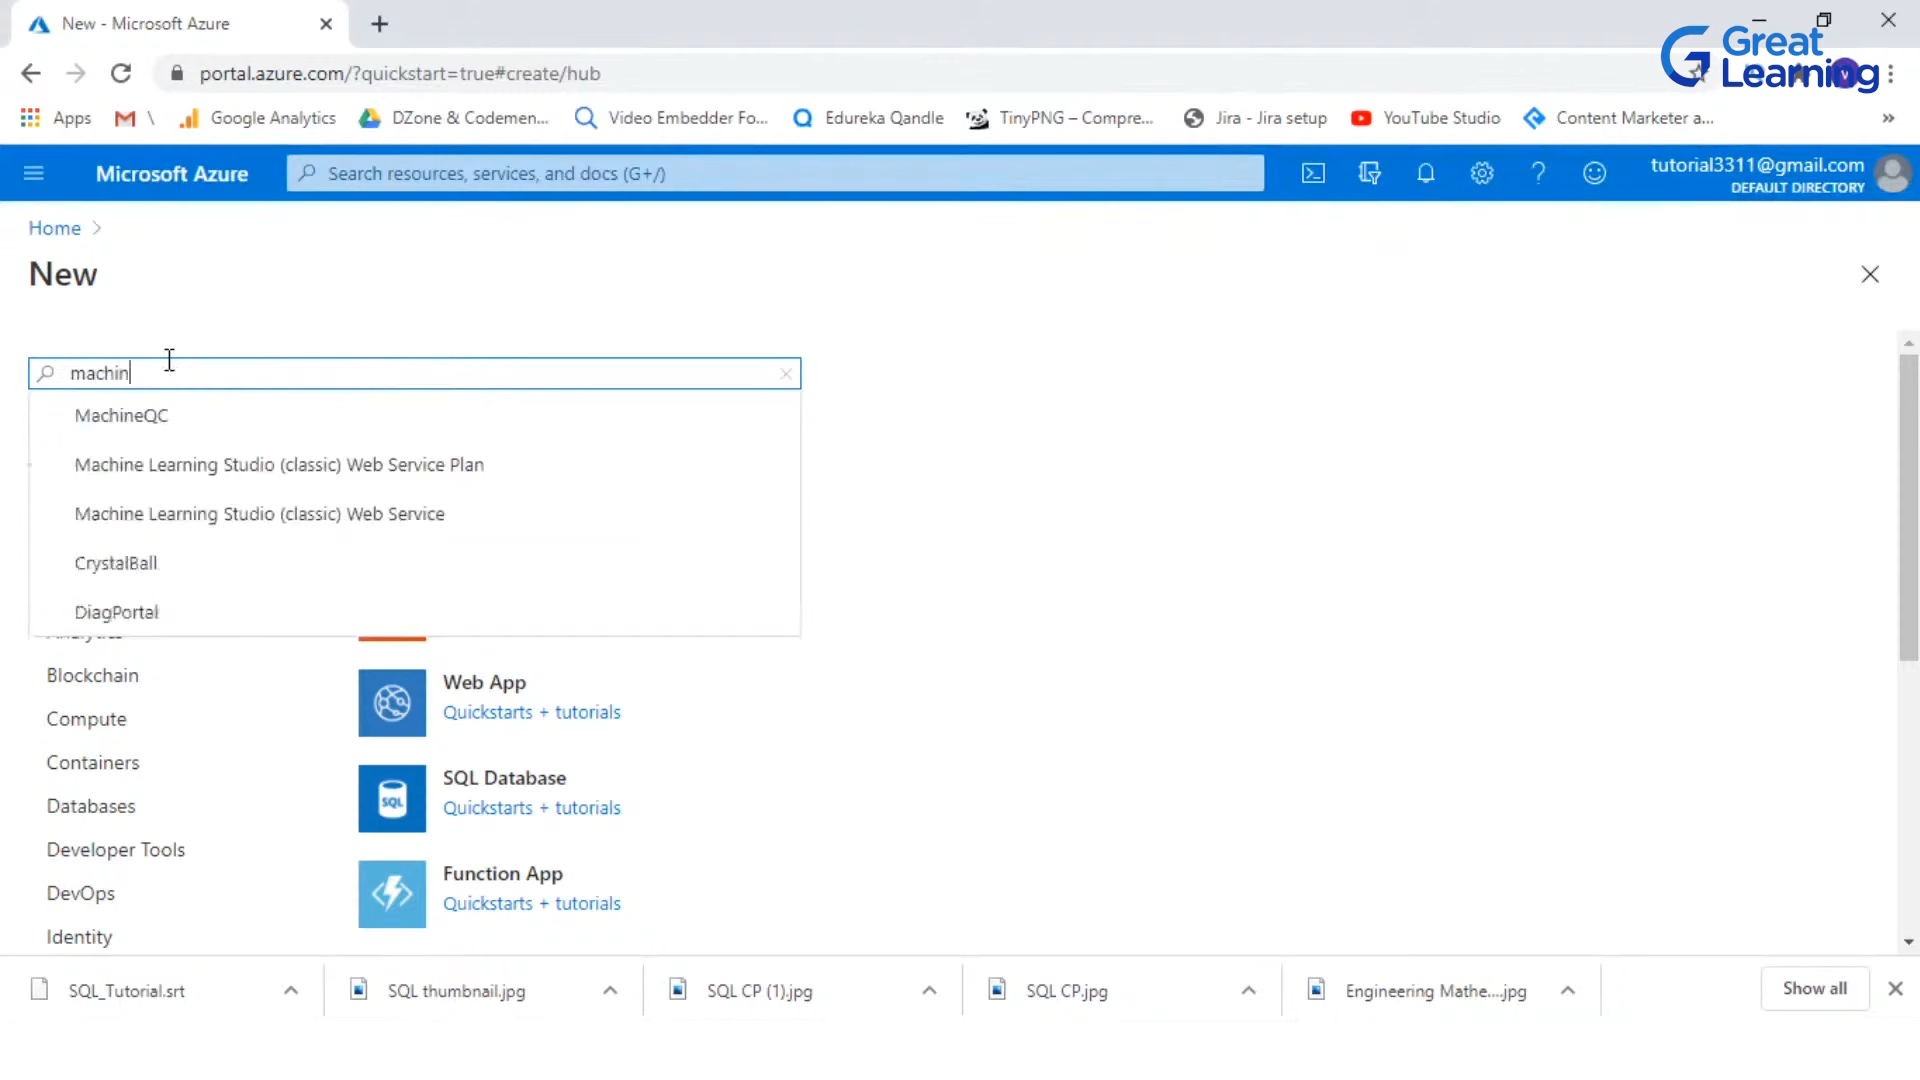 New - Microsoft Azure
Great Learning
portal.azure.com/?quickstart=true#create/hub
V
Apps
\
Google Analytics
DZone & Codemen...
Video Embedder Fo...
Edureka Qandle
TinyPNG – Compre...
Jira - Jira setup
YouTube Studio
Content Marketer a...
»
Microsoft Azure
Search resources, services, and docs (G+/)
tutorial3311@gmail.com
DEFAULT DIRECTORY
Home
New
machin
MachineQC
Machine Learning Studio (classic) Web Service Plan
Machine Learning Studio (classic) Web Service
CrystalBall
DiagPortal
Analytics
Blockchain
Compute
Containers
Databases
Developer Tools
DevOps
Identity
Web App
Quickstarts + tutorials
SQL
SQL Database
Quickstarts + tutorials
Function App
Quickstarts + tutorials
SQL_Tutorial.srt
SQL thumbnail.jpg
SQL CP (1).jpg
SQL CP.jpg
Engineering Mathe....jpg
Show all